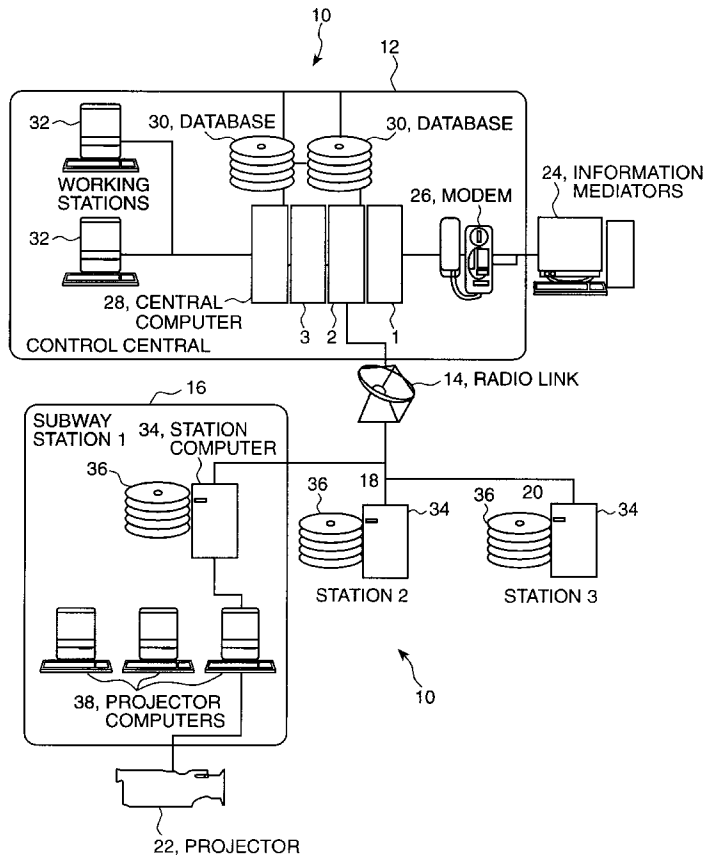 10
12
32
30, DATABASE
30, DATABASE
24, INFORMATION
MEDIATORS
26, MODEM
WORKING
STATIONS
32
28, CENTRAL
COMPUTER
3
2
1
CONTROL CENTRAL
14, RADIO LINK
16
SUBWAY
STATION 1
34, STATION
COMPUTER
36
18
36
34
STATION 2
20
36
34
STATION 3
38, PROJECTOR
COMPUTERS
10
22, PROJECTOR